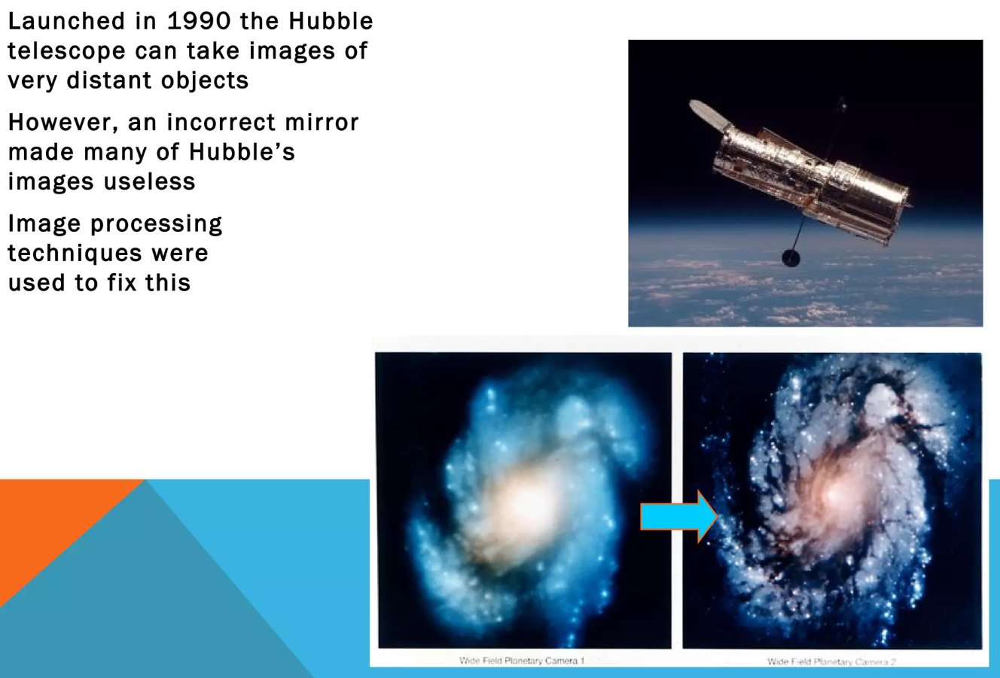 Launched in 1990 the Hubble
telescope can take images of
very distant objects
However, an incorrect mirror
made many of Hubble's
images useless
Image processing
techniques were
used to fix this
Wide Field Planetary Camera 1
Wide Field Planetary Camera 2